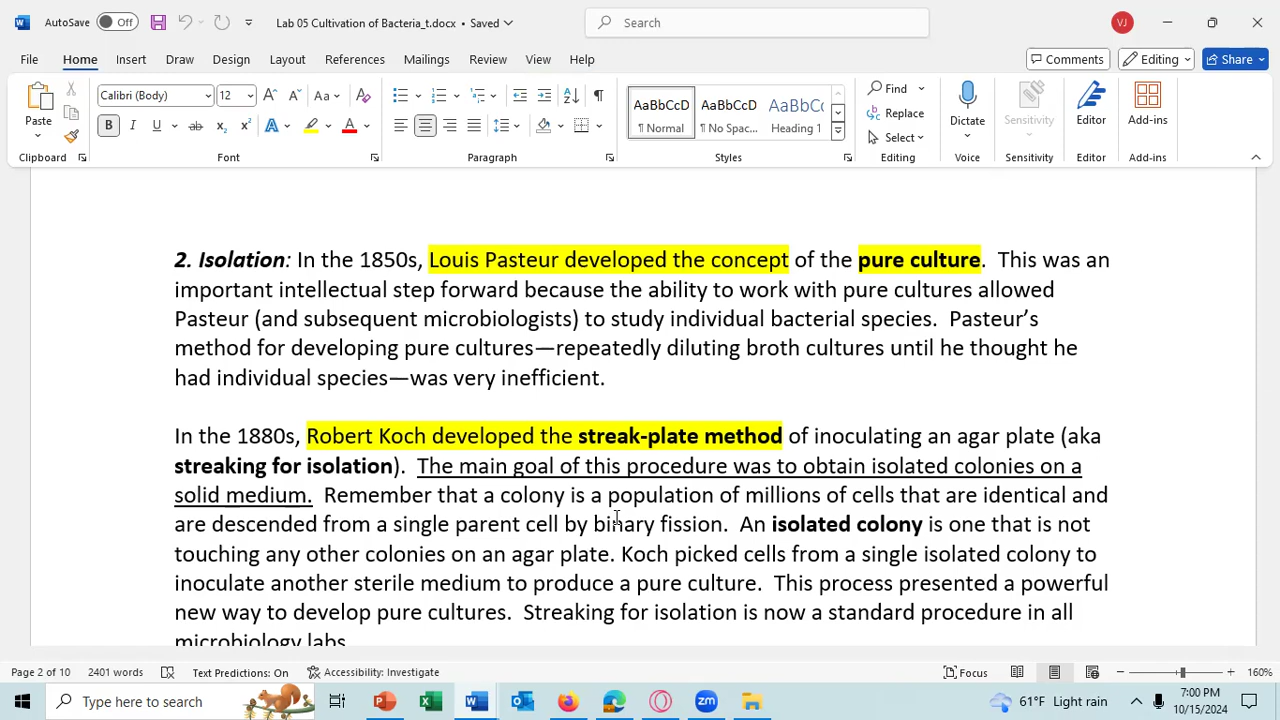 AutoSave Off Lab 05 Cultivation of Bacteria_t.docx • Saved Search VJ
File Home Insert Draw Design Layout References Mailings Review View Help Comments Editing Share
Paste Calibri (Body) 12 A A Aa A AaBbCcD AaBbCcD AaBbCc Find Replace Select Dictate Sensitivity Editor Add-ins
B I U ab x₂ x² A A ¶ Normal ¶ No Spac... Heading 1
Clipboard Font Paragraph Styles Editing Voice Sensitivity Editor Add-ins
2. Isolation: In the 1850s, Louis Pasteur developed the concept of the pure culture. This was an
important intellectual step forward because the ability to work with pure cultures allowed
Pasteur (and subsequent microbiologists) to study individual bacterial species. Pasteur’s
method for developing pure cultures—repeatedly diluting broth cultures until he thought he
had individual species—was very inefficient.
In the 1880s, Robert Koch developed the streak-plate method of inoculating an agar plate (aka
streaking for isolation). The main goal of this procedure was to obtain isolated colonies on a
solid medium. Remember that a colony is a population of millions of cells that are identical and
are descended from a single parent cell by binary fission. An isolated colony is one that is not
touching any other colonies on an agar plate. Koch picked cells from a single isolated colony to
inoculate another sterile medium to produce a pure culture. This process presented a powerful
new way to develop pure cultures. Streaking for isolation is now a standard procedure in all
microbiology labs.
Page 2 of 10 2401 words Text Predictions: On Accessibility: Investigate Focus 160%
Type here to search 61°F Light rain 7:00 PM
10/15/2024